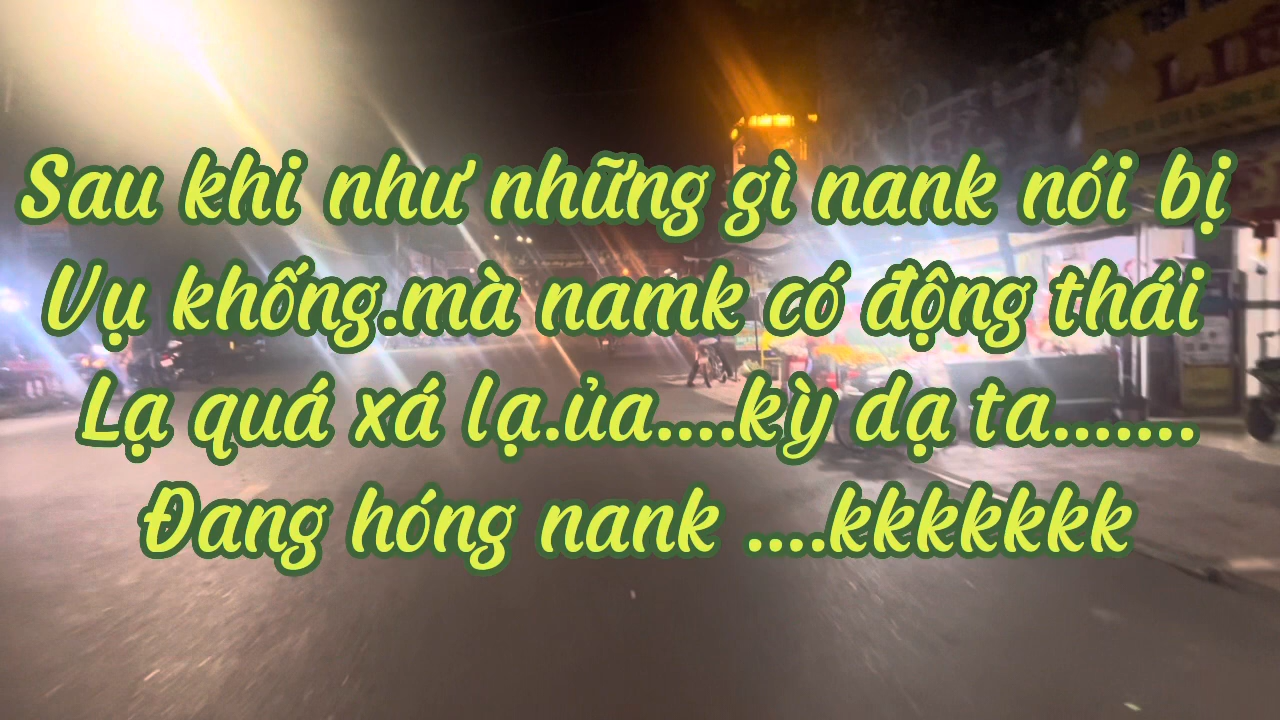 Sau khi như những gì nank nói bị
Vụ khống.mà namk có động thái
Lạ quá xá lạ.ủa....kỳ dạ ta.......
Đang hóng nank ....kkkkkkk